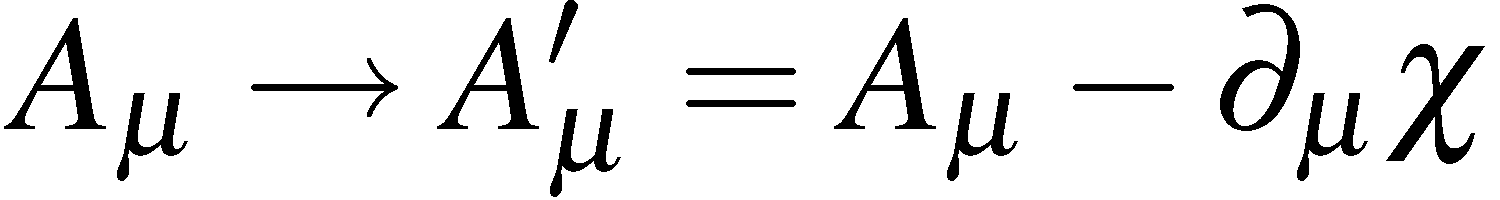 A_μ → A′_μ = A_μ − ∂_μ χ